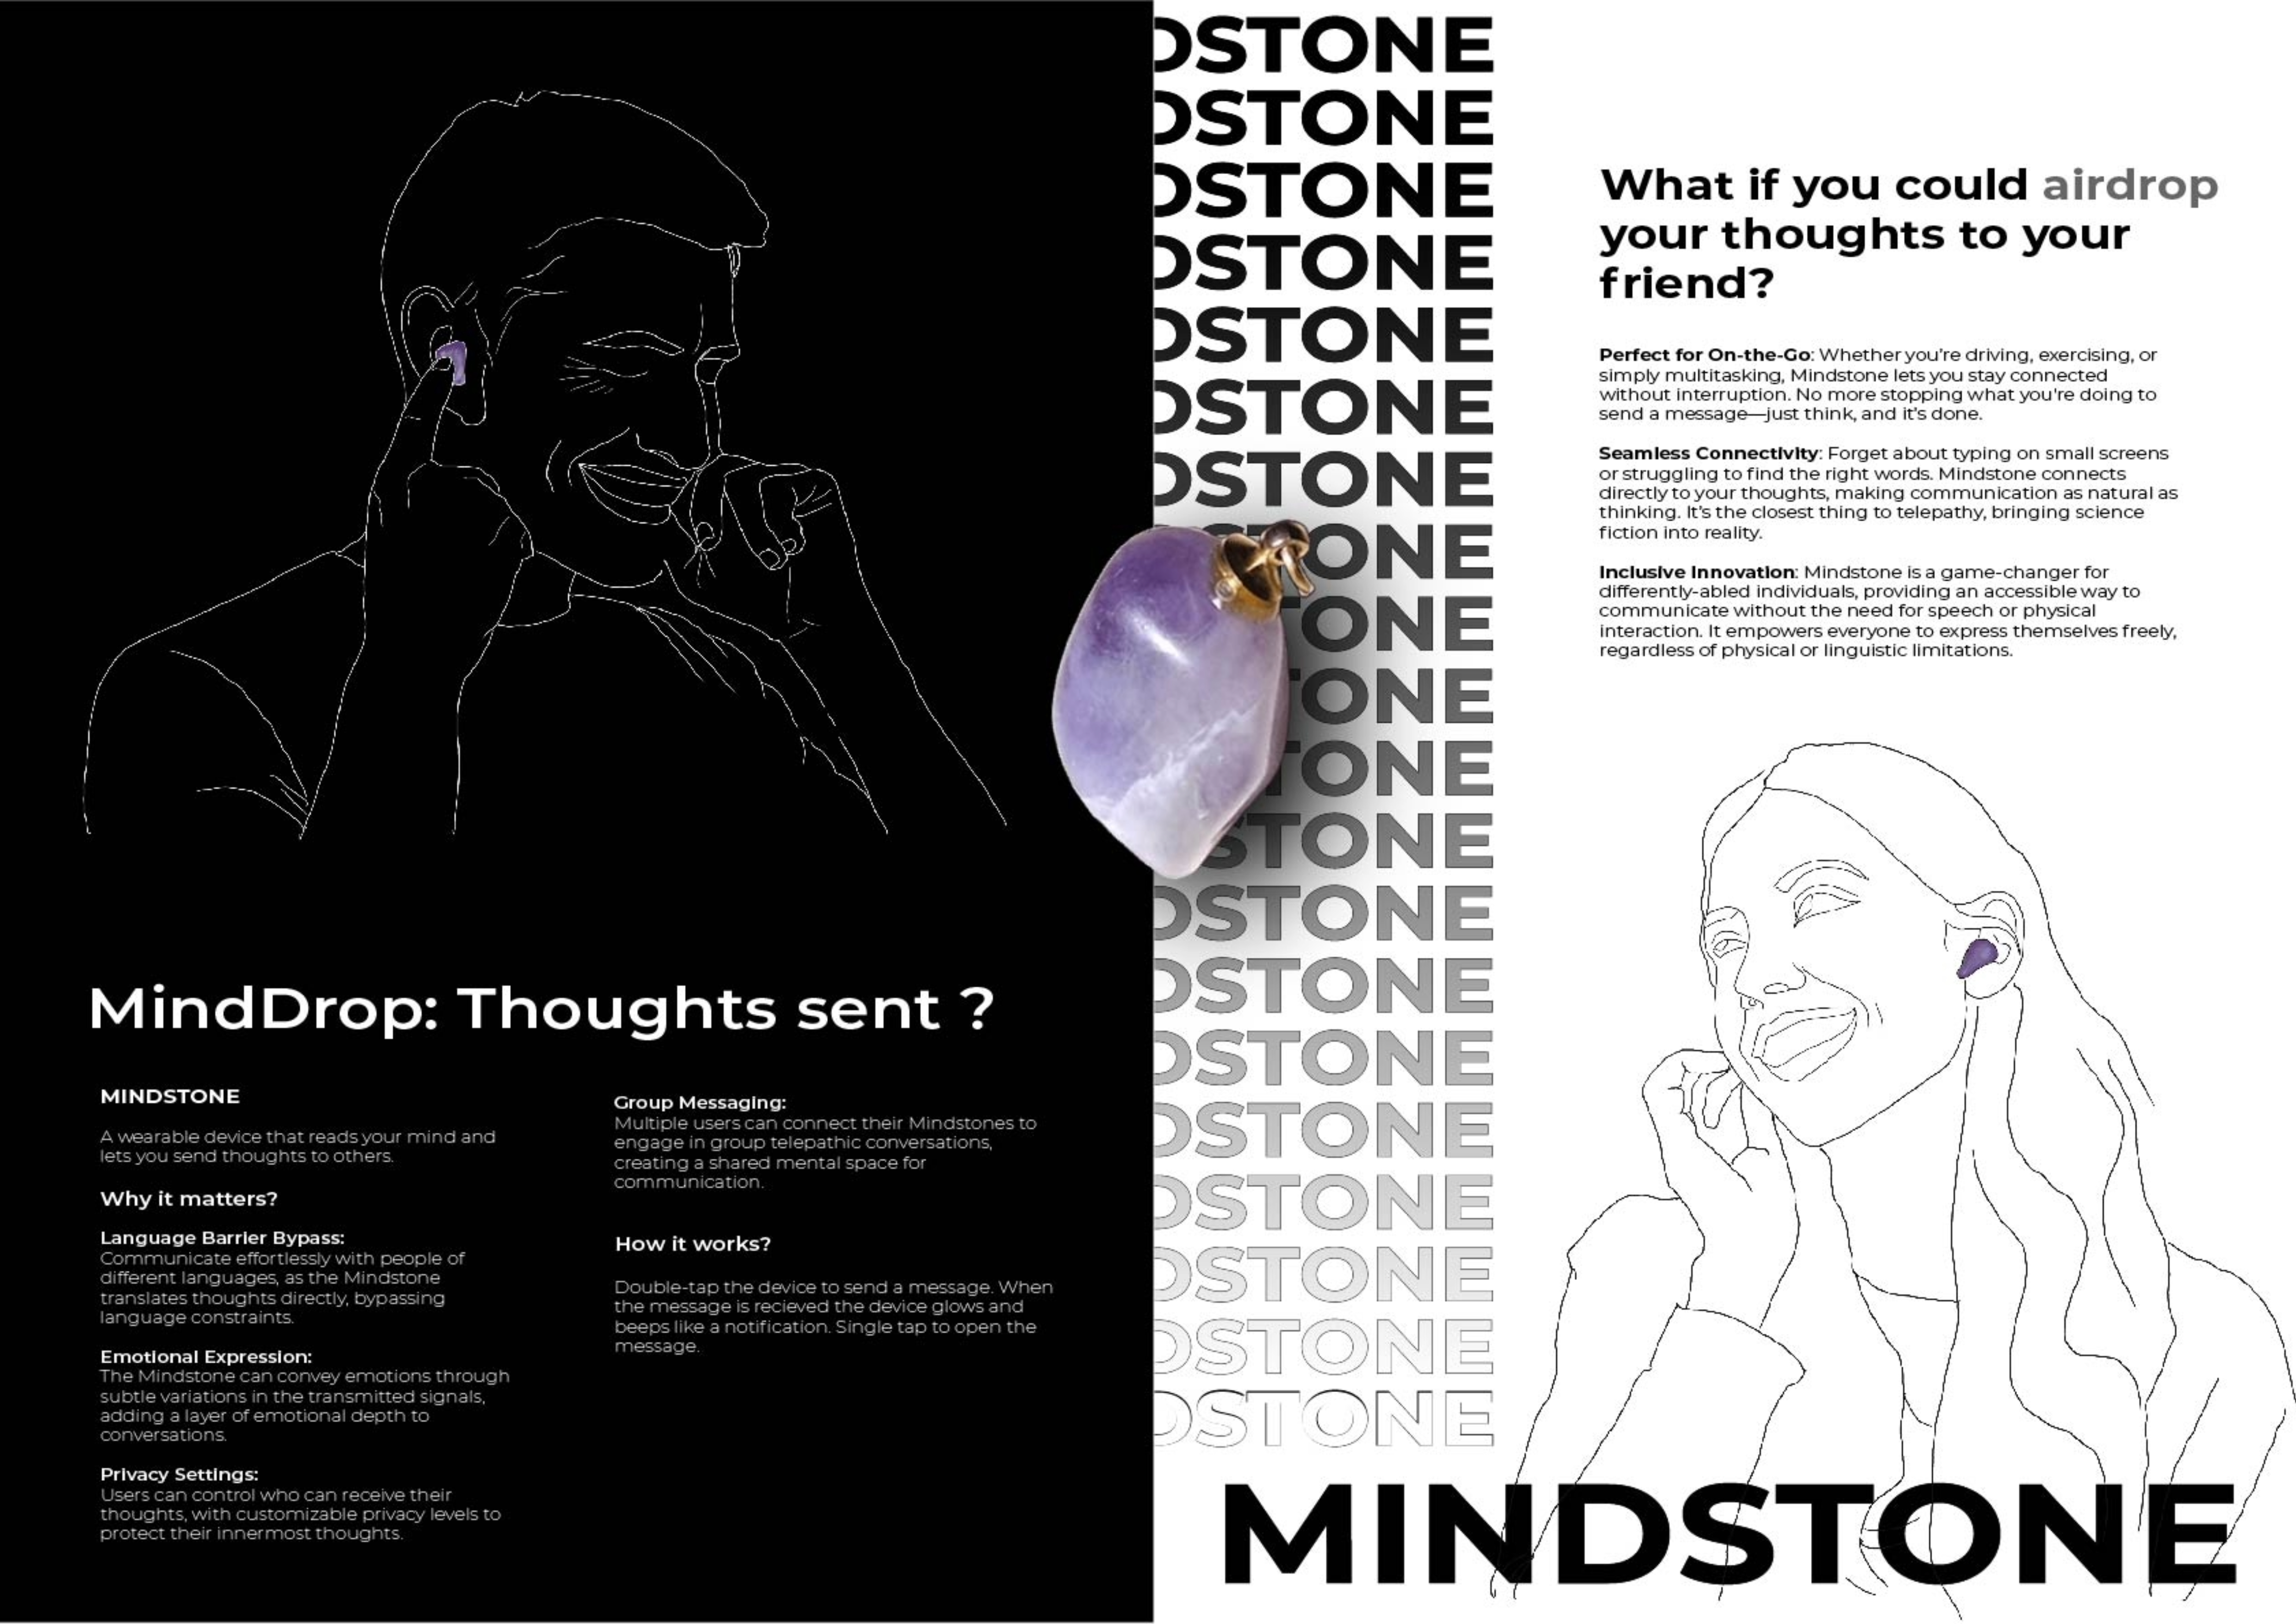 MindDrop: Thoughts sent ?
MINDSTONE
A wearable device that reads your mind and
lets you send thoughts to others.
Why it matters?
Language Barrier Bypass:
Communicate effortlessly with people of
different languages, as the Mindstone
translates thoughts directly, bypassing
language constraints.
Emotional Expression:
The Mindstone can convey emotions through
subtle variations in the transmitted signals,
adding a layer of emotional depth to
conversations.
Privacy Settings:
Users can control who can receive their
thoughts, with customizable privacy levels to
protect their innermost thoughts.
Group Messaging:
Multiple users can connect their Mindstones to
engage in group telepathic conversations,
creating a shared mental space for
communication.
How it works?
Double-tap the device to send a message. When
the message is recieved the device glows and
beeps like a notification. Single tap to open the
message.
DSTONE
DSTONE
DSTONE
DSTONE
DSTONE
DSTONE
DSTONE
STONE
TONE
TONE
TONE
STONE
DSTONE
DSTONE
DSTONE
DSTONE
DSTONE
DSTONE
DSTONE
DSTONE
What if you could airdrop
your thoughts to your
friend?
Perfect for On-the-Go: Whether you're driving, exercising, or
simply multitasking, Mindstone lets you stay connected
without interruption. No more stopping what you're doing to
send a message—just think, and it's done.
Seamless Connectivity: Forget about typing on small screens
or struggling to find the right words. Mindstone connects
directly to your thoughts, making communication as natural as
thinking. It's the closest thing to telepathy, bringing science
fiction into reality.
Inclusive Innovation: Mindstone is a game-changer for
differently-abled individuals, providing an accessible way to
communicate without the need for speech or physical
interaction. It empowers everyone to express themselves freely,
regardless of physical or linguistic limitations.
MINDSTONE